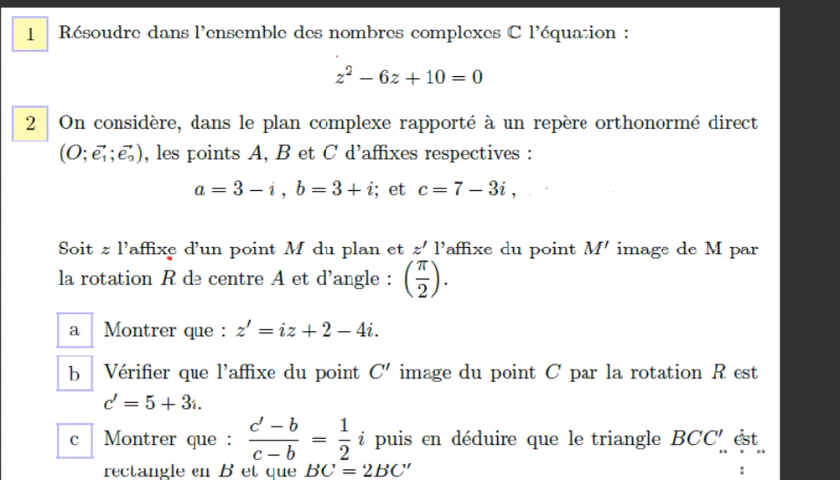 1 Résoudre dans l'ensemble des nombres complexes ℂ l'équation :
z² − 6z + 10 = 0
2 On considère, dans le plan complexe rapporté à un repère orthonormé direct
(O; e₁⃗ ; e₂⃗), les points A, B et C d'affixes respectives :
a = 3 − i , b = 3 + i; et c = 7 − 3i ,
Soit z l'affixe d'un point M du plan et z′ l'affixe du point M′ image de M par
la rotation R de centre A et d'angle : (π/2).
a Montrer que : z′ = iz + 2 − 4i.
b Vérifier que l'affixe du point C′ image du point C par la rotation R est
c′ = 5 + 3i.
c Montrer que : (c′ − b)/(c − b) = 1/2 i puis en déduire que le triangle BCC′ est
rectangle en B et que BC = 2BC′